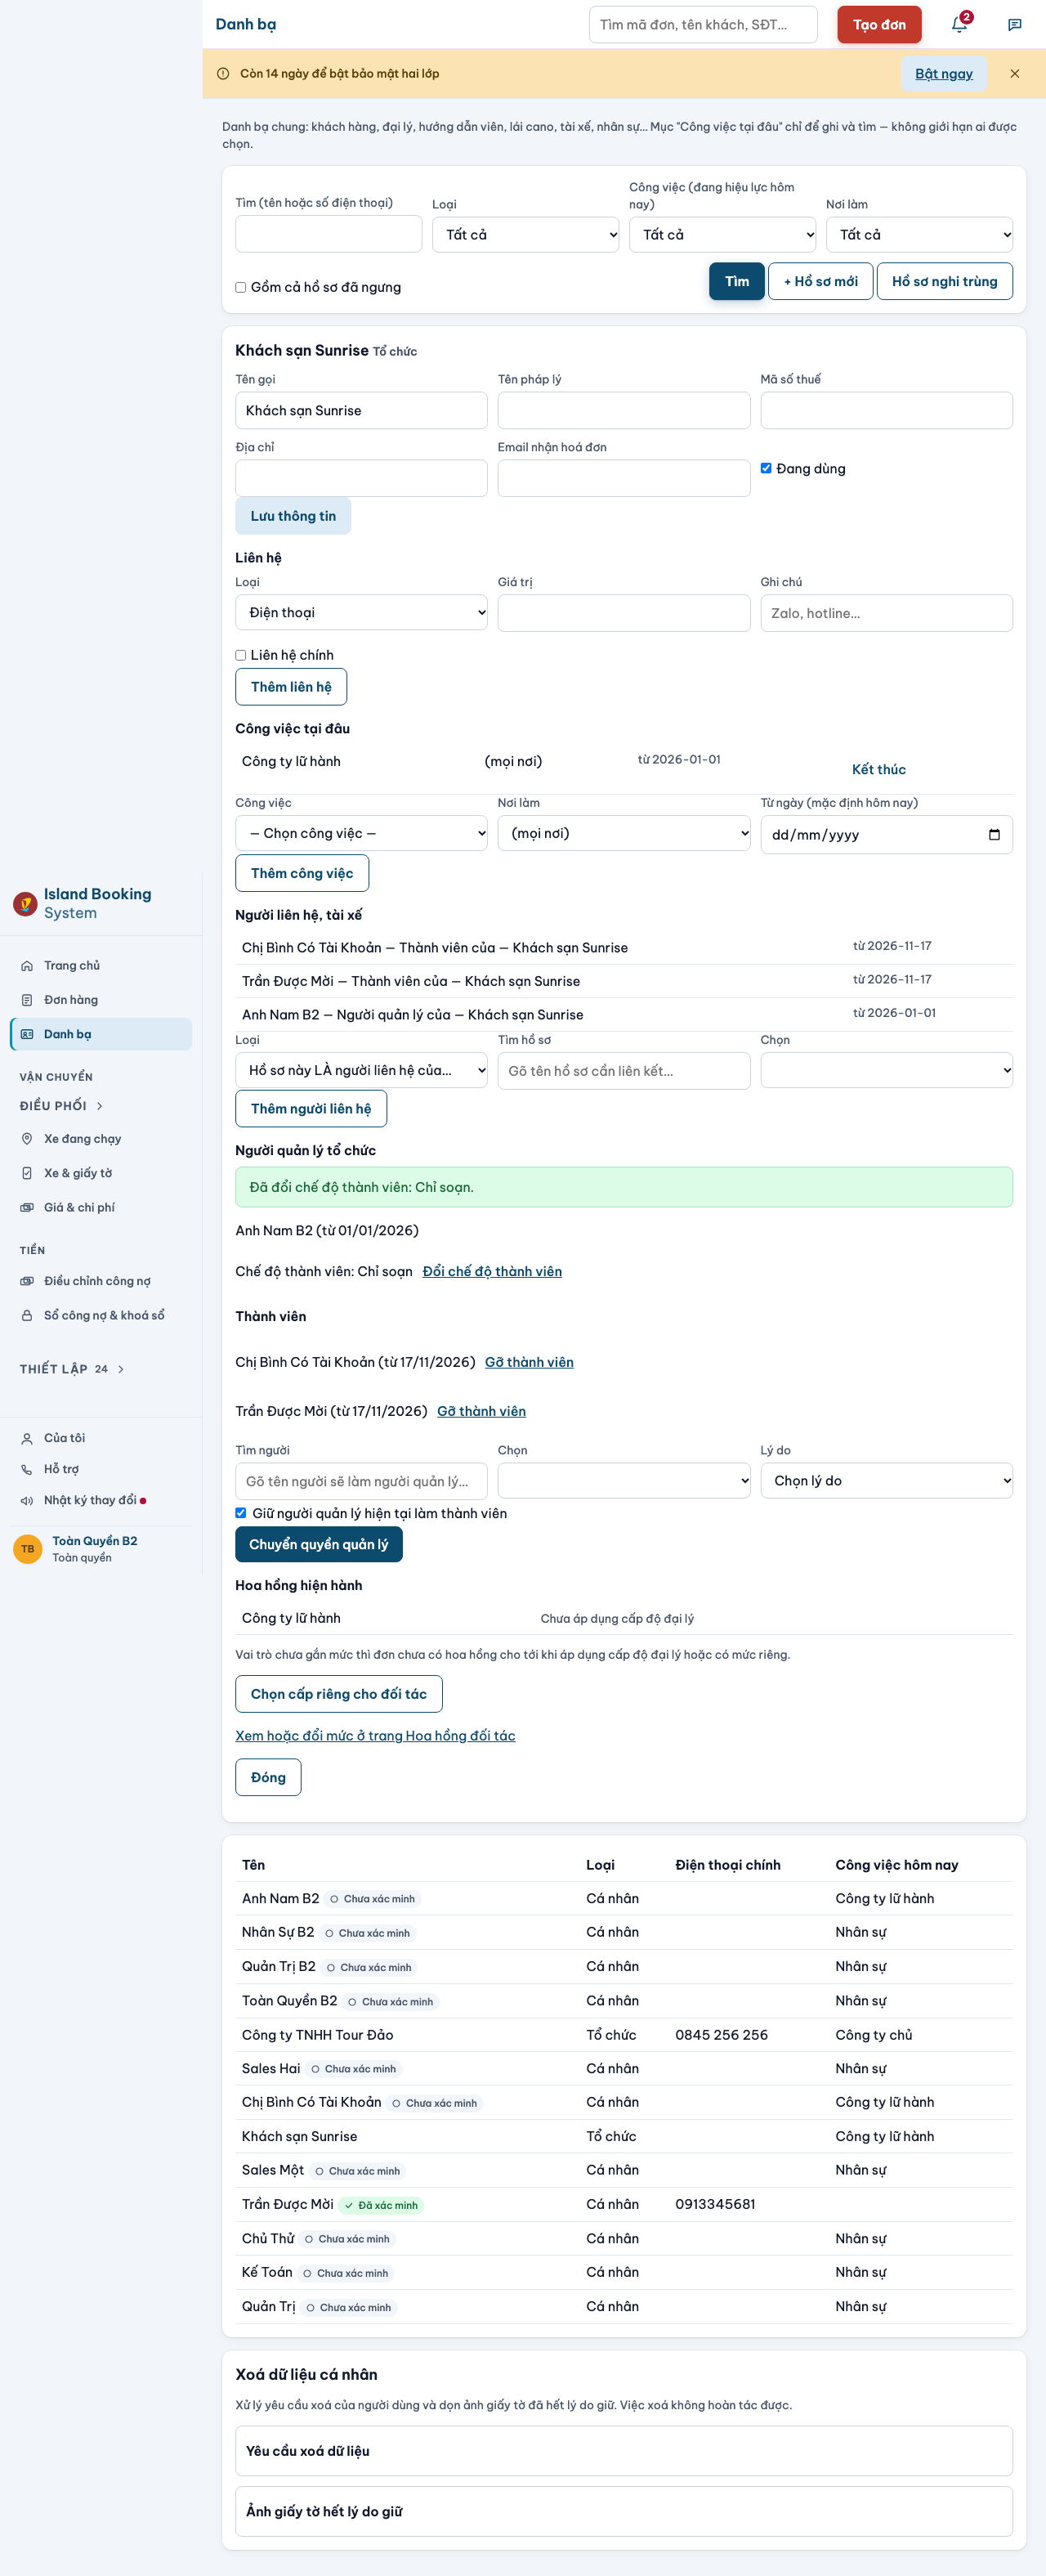 Danh bạ
Tìm mã đơn, tên khách, SĐT...
Tạo đơn
2
Còn 14 ngày để bật bảo mật hai lớp
Bật ngay
Danh bạ chung: khách hàng, đại lý, hướng dẫn viên, lái cano, tài xế, nhân sự... Mục "Công việc tại đâu" chỉ để ghi và tìm — không giới hạn ai được
chọn.
Tìm (tên hoặc số điện thoại)
Loại
Công việc (đang hiệu lực hôm
nay)
Nơi làm
Tất cả
Tất cả
Tất cả
Gồm cả hồ sơ đã ngưng
Tìm
+ Hồ sơ mới
Hồ sơ nghi trùng
Khách sạn Sunrise Tổ chức
Tên gọi
Tên pháp lý
Mã số thuế
Khách sạn Sunrise
Địa chỉ
Email nhận hoá đơn
Đang dùng
Lưu thông tin
Liên hệ
Loại
Giá trị
Ghi chú
Điện thoại
Zalo, hotline...
Liên hệ chính
Thêm liên hệ
Công việc tại đâu
Công ty lữ hành
(mọi nơi)
từ 2026-01-01
Kết thúc
Công việc
Nơi làm
Từ ngày (mặc định hôm nay)
— Chọn công việc —
(mọi nơi)
dd/mm/yyyy
Thêm công việc
Người liên hệ, tài xế
Chị Bình Có Tài Khoản — Thành viên của — Khách sạn Sunrise
từ 2026-11-17
Trần Được Mời — Thành viên của — Khách sạn Sunrise
từ 2026-11-17
Anh Nam B2 — Người quản lý của — Khách sạn Sunrise
từ 2026-01-01
Loại
Tìm hồ sơ
Chọn
Hồ sơ này LÀ người liên hệ của...
Gõ tên hồ sơ cần liên kết...
Thêm người liên hệ
Người quản lý tổ chức
Đã đổi chế độ thành viên: Chỉ soạn.
Anh Nam B2 (từ 01/01/2026)
Chế độ thành viên: Chỉ soạn
Đổi chế độ thành viên
Thành viên
Chị Bình Có Tài Khoản (từ 17/11/2026)
Gỡ thành viên
Trần Được Mời (từ 17/11/2026)
Gỡ thành viên
Tìm người
Chọn
Lý do
Gõ tên người sẽ làm người quản lý...
Chọn lý do
Giữ người quản lý hiện tại làm thành viên
Chuyển quyền quản lý
Hoa hồng hiện hành
Công ty lữ hành
Chưa áp dụng cấp độ đại lý
Vai trò chưa gắn mức thì đơn chưa có hoa hồng cho tới khi áp dụng cấp độ đại lý hoặc có mức riêng.
Chọn cấp riêng cho đối tác
Xem hoặc đổi mức ở trang Hoa hồng đối tác
Đóng
Island Booking
System
Trang chủ
Đơn hàng
Danh bạ
VẬN CHUYỂN
ĐIỀU PHỐI
Xe đang chạy
Xe & giấy tờ
Giá & chi phí
TIỀN
Điều chỉnh công nợ
Sổ công nợ & khoá sổ
THIẾT LẬP 24
Của tôi
Hỗ trợ
Nhật ký thay đổi
TB
Toàn Quyền B2
Toàn quyền
Tên
Loại
Điện thoại chính
Công việc hôm nay
Anh Nam B2 Chưa xác minh
Cá nhân
Công ty lữ hành
Nhân Sự B2 Chưa xác minh
Cá nhân
Nhân sự
Quản Trị B2 Chưa xác minh
Cá nhân
Nhân sự
Toàn Quyền B2 Chưa xác minh
Cá nhân
Nhân sự
Công ty TNHH Tour Đảo
Tổ chức
0845 256 256
Công ty chủ
Sales Hai Chưa xác minh
Cá nhân
Nhân sự
Chị Bình Có Tài Khoản Chưa xác minh
Cá nhân
Công ty lữ hành
Khách sạn Sunrise
Tổ chức
Công ty lữ hành
Sales Một Chưa xác minh
Cá nhân
Nhân sự
Trần Được Mời Đã xác minh
Cá nhân
0913345681
Chủ Thử Chưa xác minh
Cá nhân
Nhân sự
Kế Toán Chưa xác minh
Cá nhân
Nhân sự
Quản Trị Chưa xác minh
Cá nhân
Nhân sự
Xoá dữ liệu cá nhân
Xử lý yêu cầu xoá của người dùng và dọn ảnh giấy tờ đã hết lý do giữ. Việc xoá không hoàn tác được.
Yêu cầu xoá dữ liệu
Ảnh giấy tờ hết lý do giữ